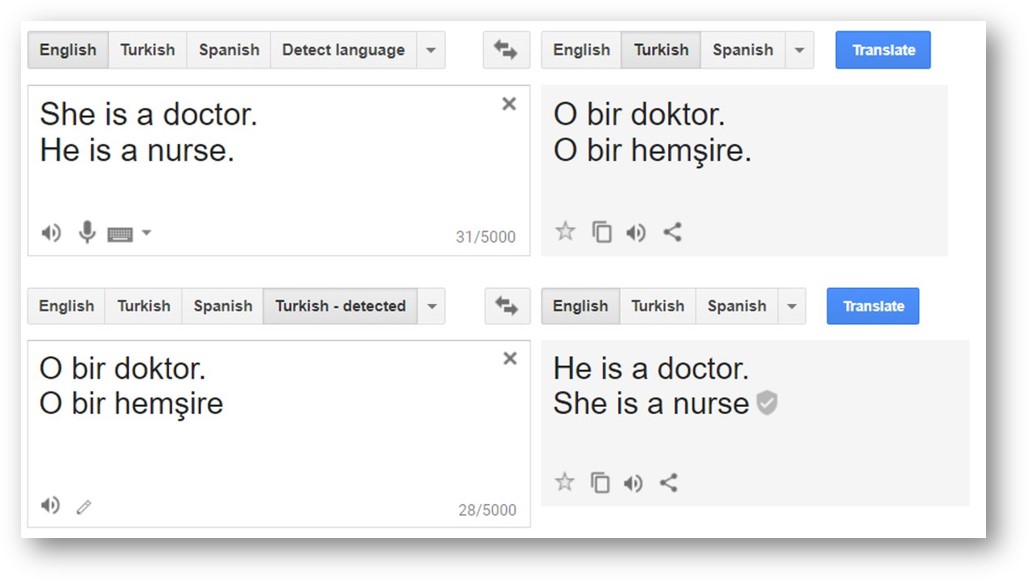 English Turkish Spanish Detect language English Turkish Spanish Translate
She is a doctor.
He is a nurse.
31/5000
O bir doktor.
O bir hemşire.
English Turkish Spanish Turkish - detected English Turkish Spanish Translate
O bir doktor.
O bir hemşire
28/5000
He is a doctor.
She is a nurse